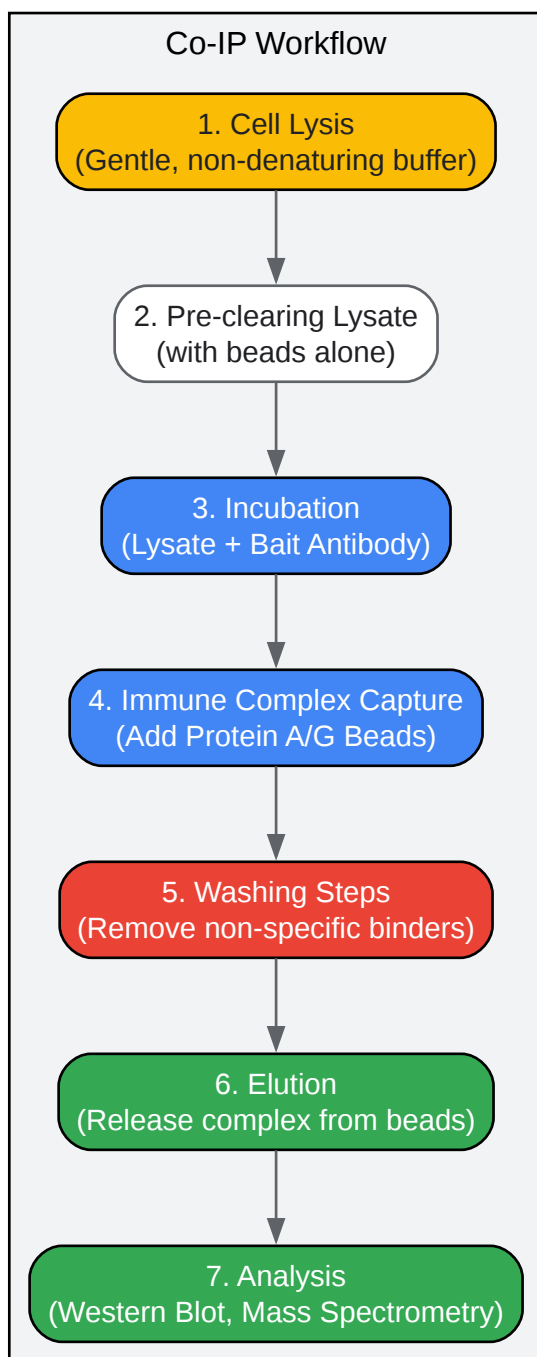 Co-IP Workflow
1. Cell Lysis
(Gentle, non-denaturing buffer)
2. Pre-clearing Lysate
(with beads alone)
3. Incubation
(Lysate + Bait Antibody)
4. Immune Complex Capture
(Add Protein A/G Beads)
5. Washing Steps
(Remove non-specific binders)
6. Elution
(Release complex from beads)
7. Analysis
(Western Blot, Mass Spectrometry)